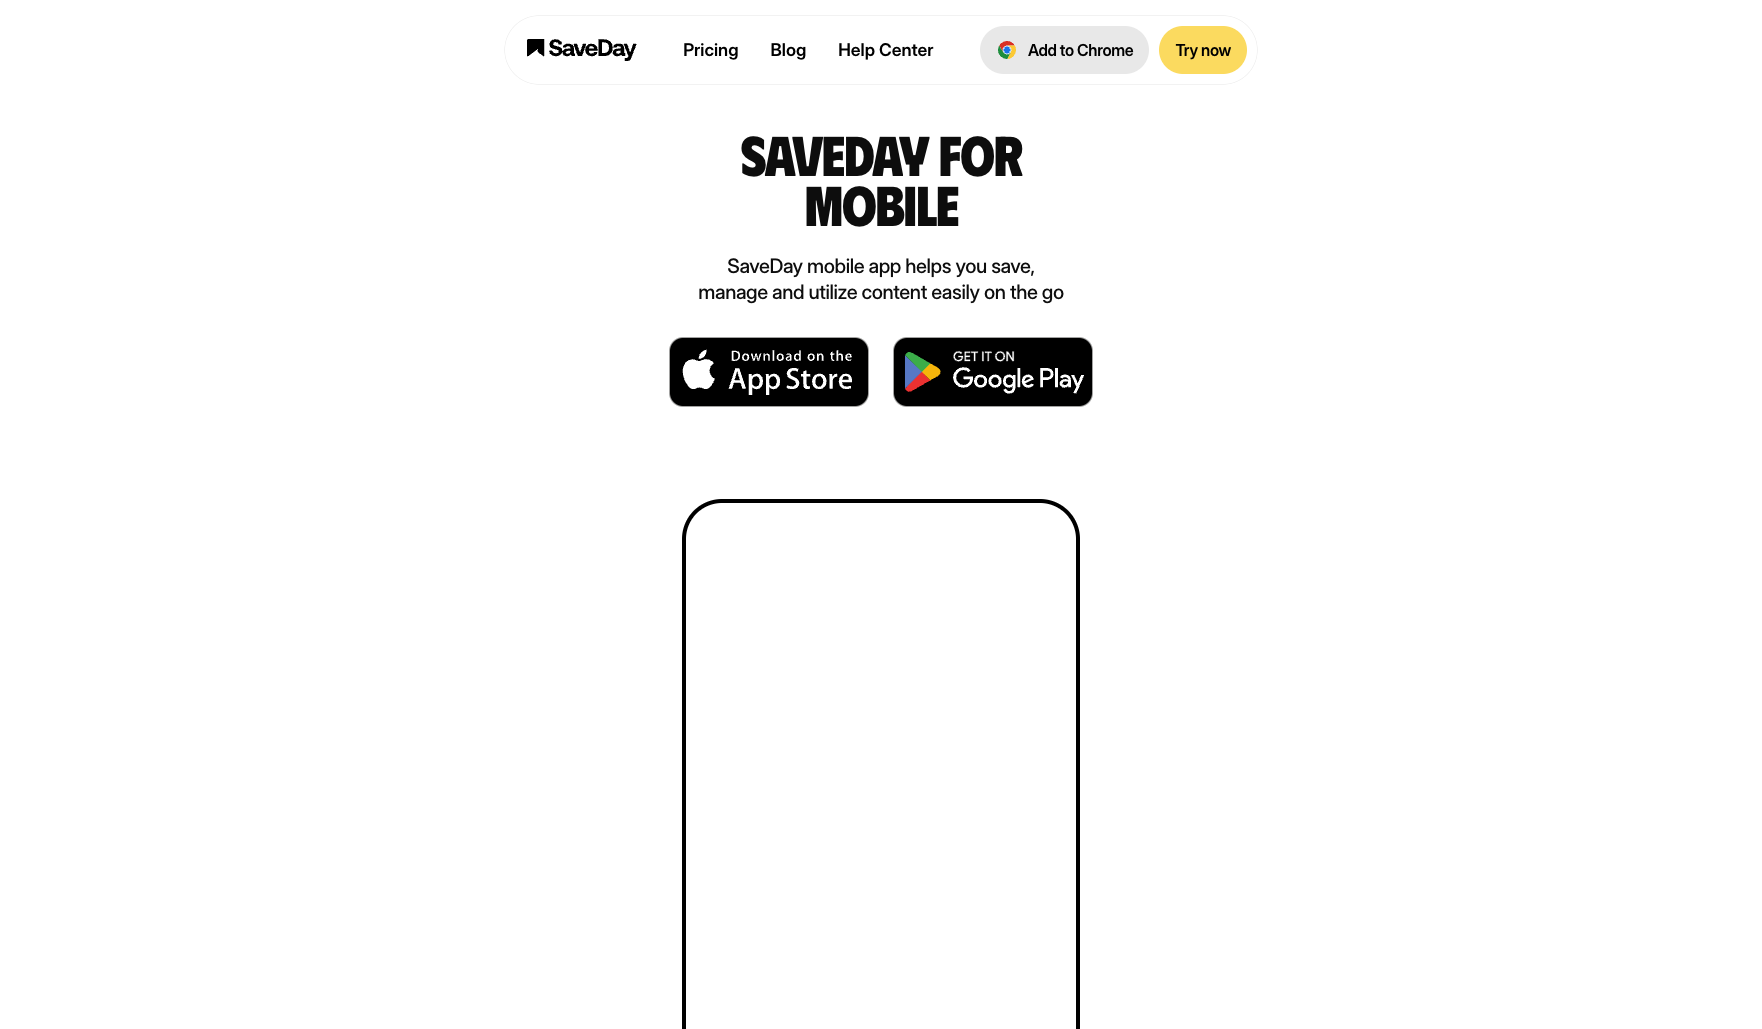 SaveDay
Pricing
Blog
Help Center
Add to Chrome
Try now
SAVEDAY FOR
MOBILE
SaveDay mobile app helps you save,
manage and utilize content easily on the go
Download on the
App Store
GET IT ON
Google Play